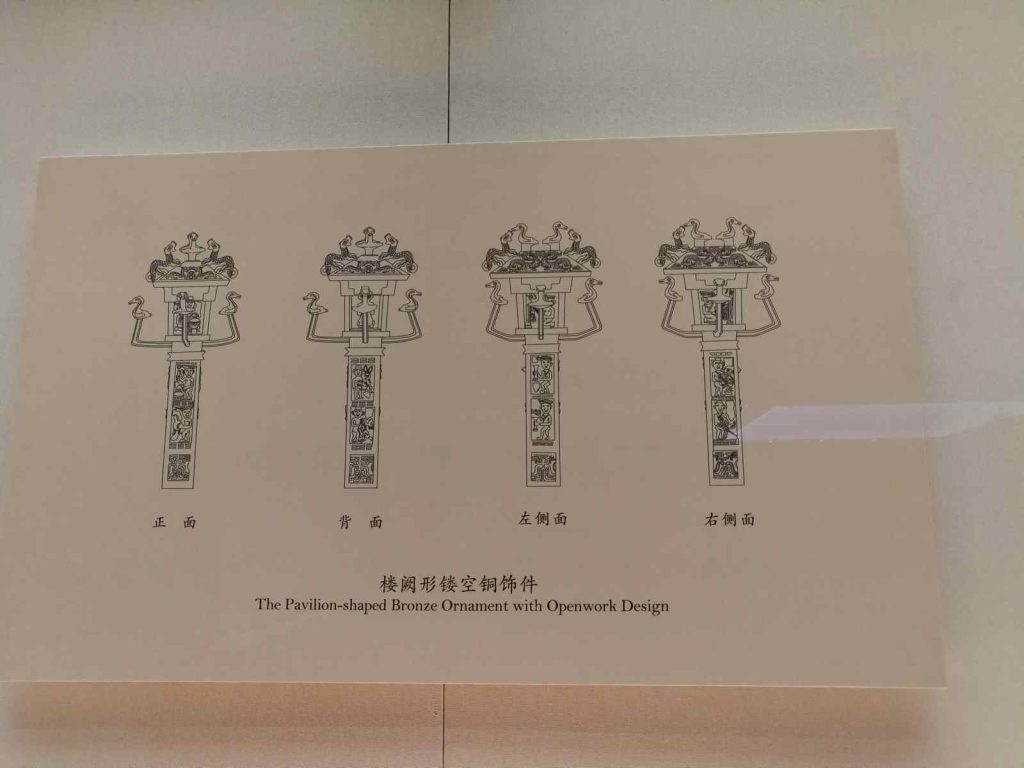 正 面 背 面 左侧面 右侧面
楼阙形镂空铜饰件
The Pavilion-shaped Bronze Ornament with Openwork Design